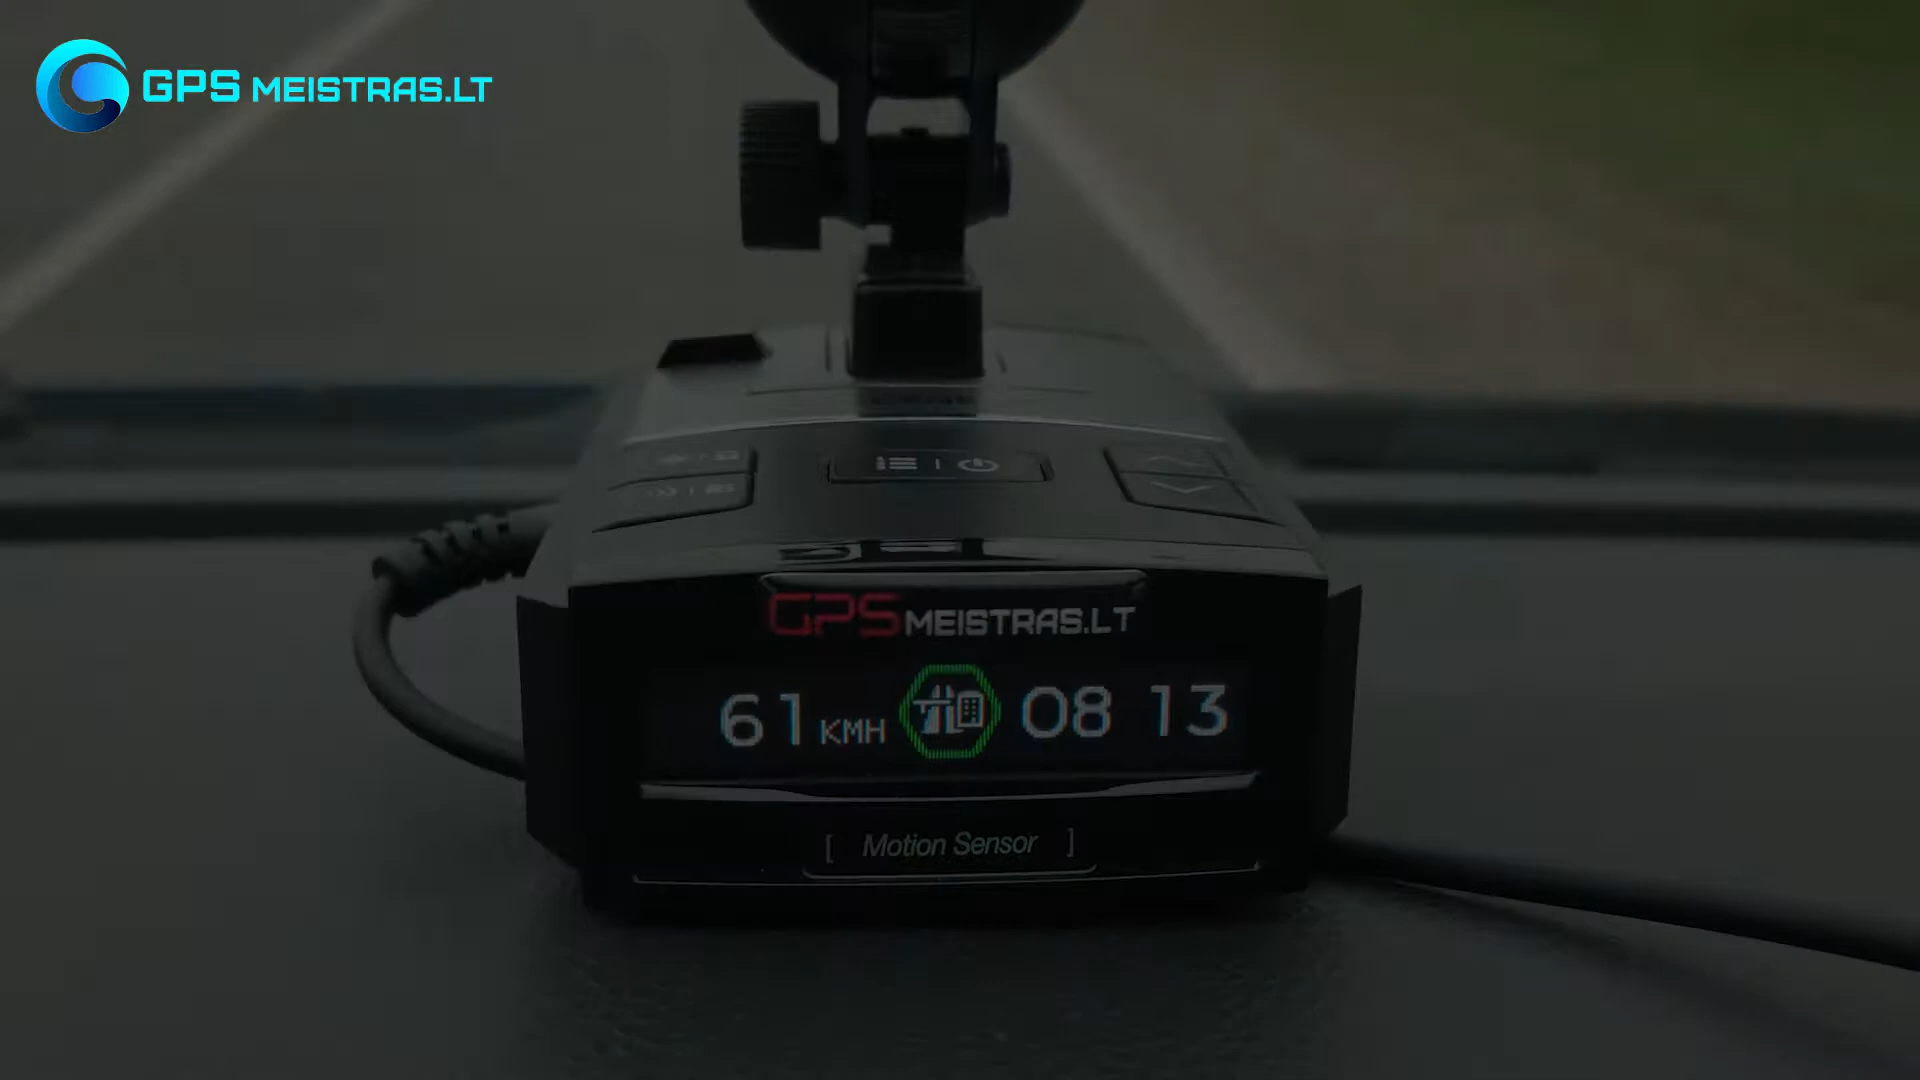 GPS MEISTRAS.LT
GPS MEISTRAS.LT
61 KMH 08 13
[ Motion Sensor ]